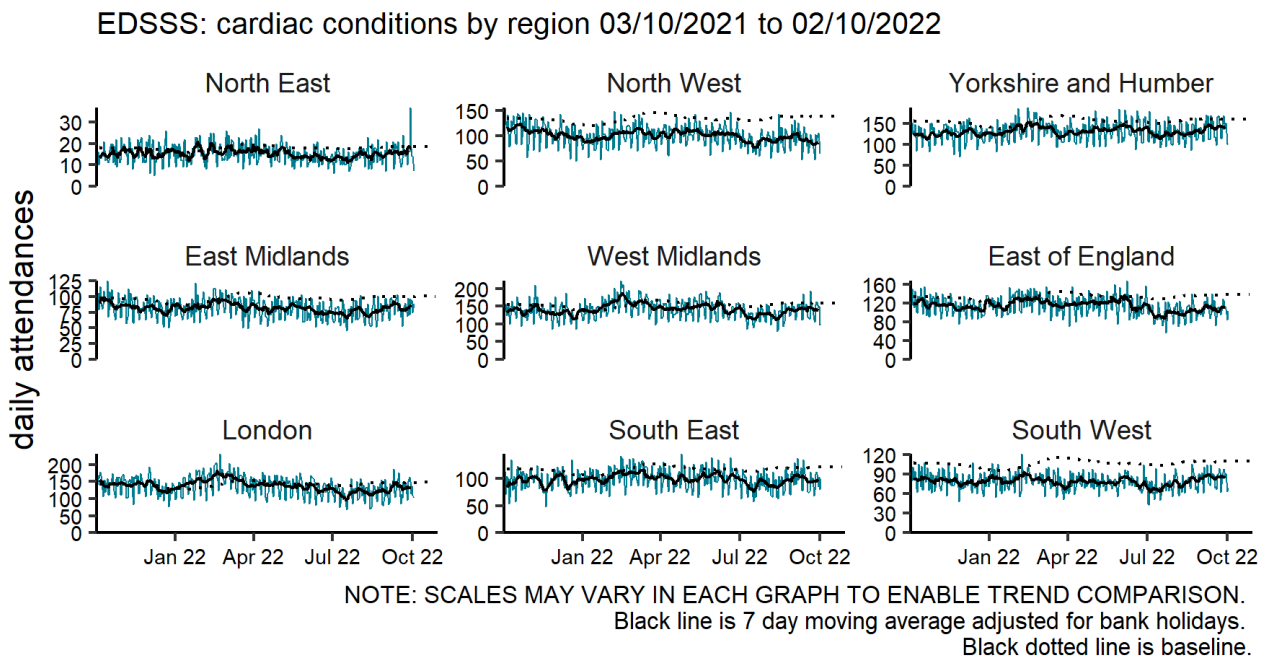 EDSSS: cardiac conditions by region 03/10/2021 to 02/10/2022
daily attendances
North East
30
20
10
0
North West
150
100
50
0
Yorkshire and Humber
150
100
50
0
East Midlands
125
100
75
50
25
0
West Midlands
200
150
100
50
0
East of England
160
120
80
40
0
London
200
150
100
50
0
Jan 22 Apr 22 Jul 22 Oct 22
South East
100
50
0
Jan 22 Apr 22 Jul 22 Oct 22
South West
120
90
60
30
0
Jan 22 Apr 22 Jul 22 Oct 22
NOTE: SCALES MAY VARY IN EACH GRAPH TO ENABLE TREND COMPARISON.
Black line is 7 day moving average adjusted for bank holidays.
Black dotted line is baseline.